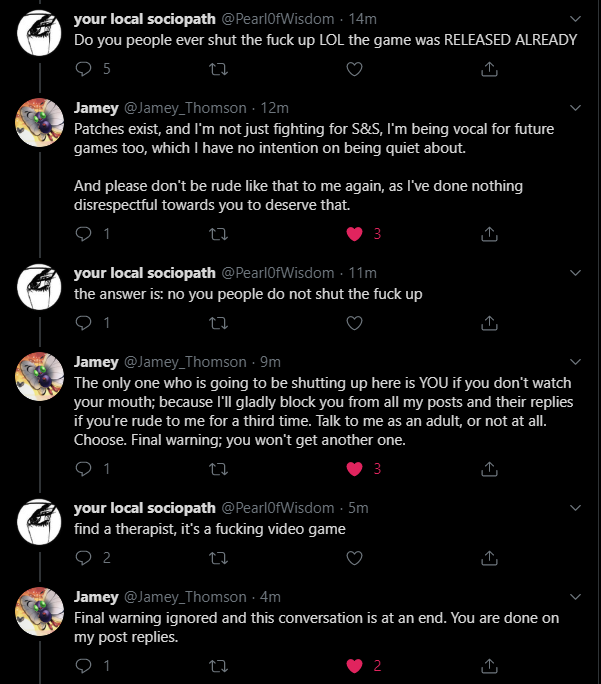 your local sociopath @Pearl0fWisdom · 14m
Do you people ever shut the fuck up LOL the game was RELEASED ALREADY
5
Jamey @Jamey_Thomson · 12m
Patches exist, and I'm not just fighting for S&S, I'm being vocal for future
games too, which I have no intention on being quiet about.
And please don't be rude like that to me again, as I've done nothing
disrespectful towards you to deserve that.
1 3
your local sociopath @Pearl0fWisdom · 11m
the answer is: no you people do not shut the fuck up
1
Jamey @Jamey_Thomson · 9m
The only one who is going to be shutting up here is YOU if you don't watch
your mouth; because I'll gladly block you from all my posts and their replies
if you're rude to me for a third time. Talk to me as an adult, or not at all.
Choose. Final warning; you won't get another one.
1 3
your local sociopath @Pearl0fWisdom · 5m
find a therapist, it's a fucking video game
2
Jamey @Jamey_Thomson · 4m
Final warning ignored and this conversation is at an end. You are done on
my post replies.
1 2